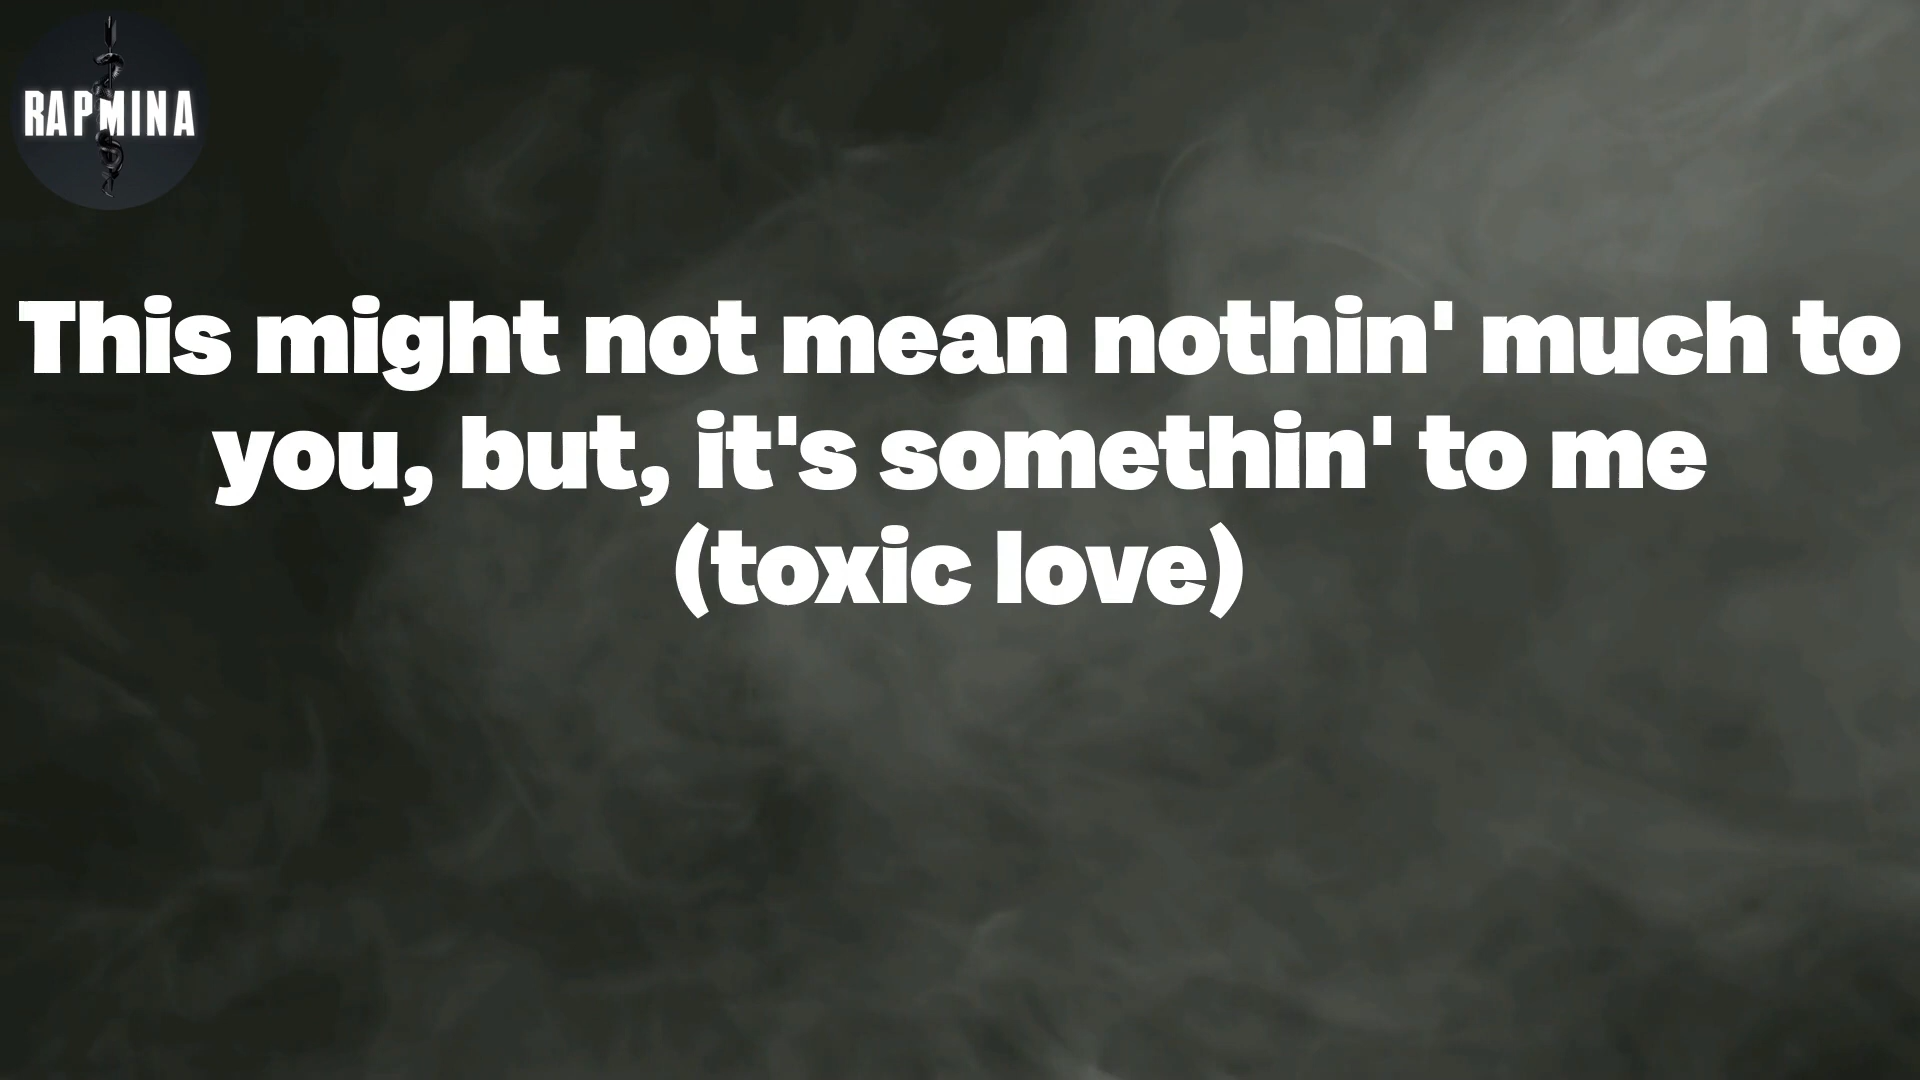 RAPMINA
This might not mean nothin' much to
you, but, it's somethin' to me
(toxic love)